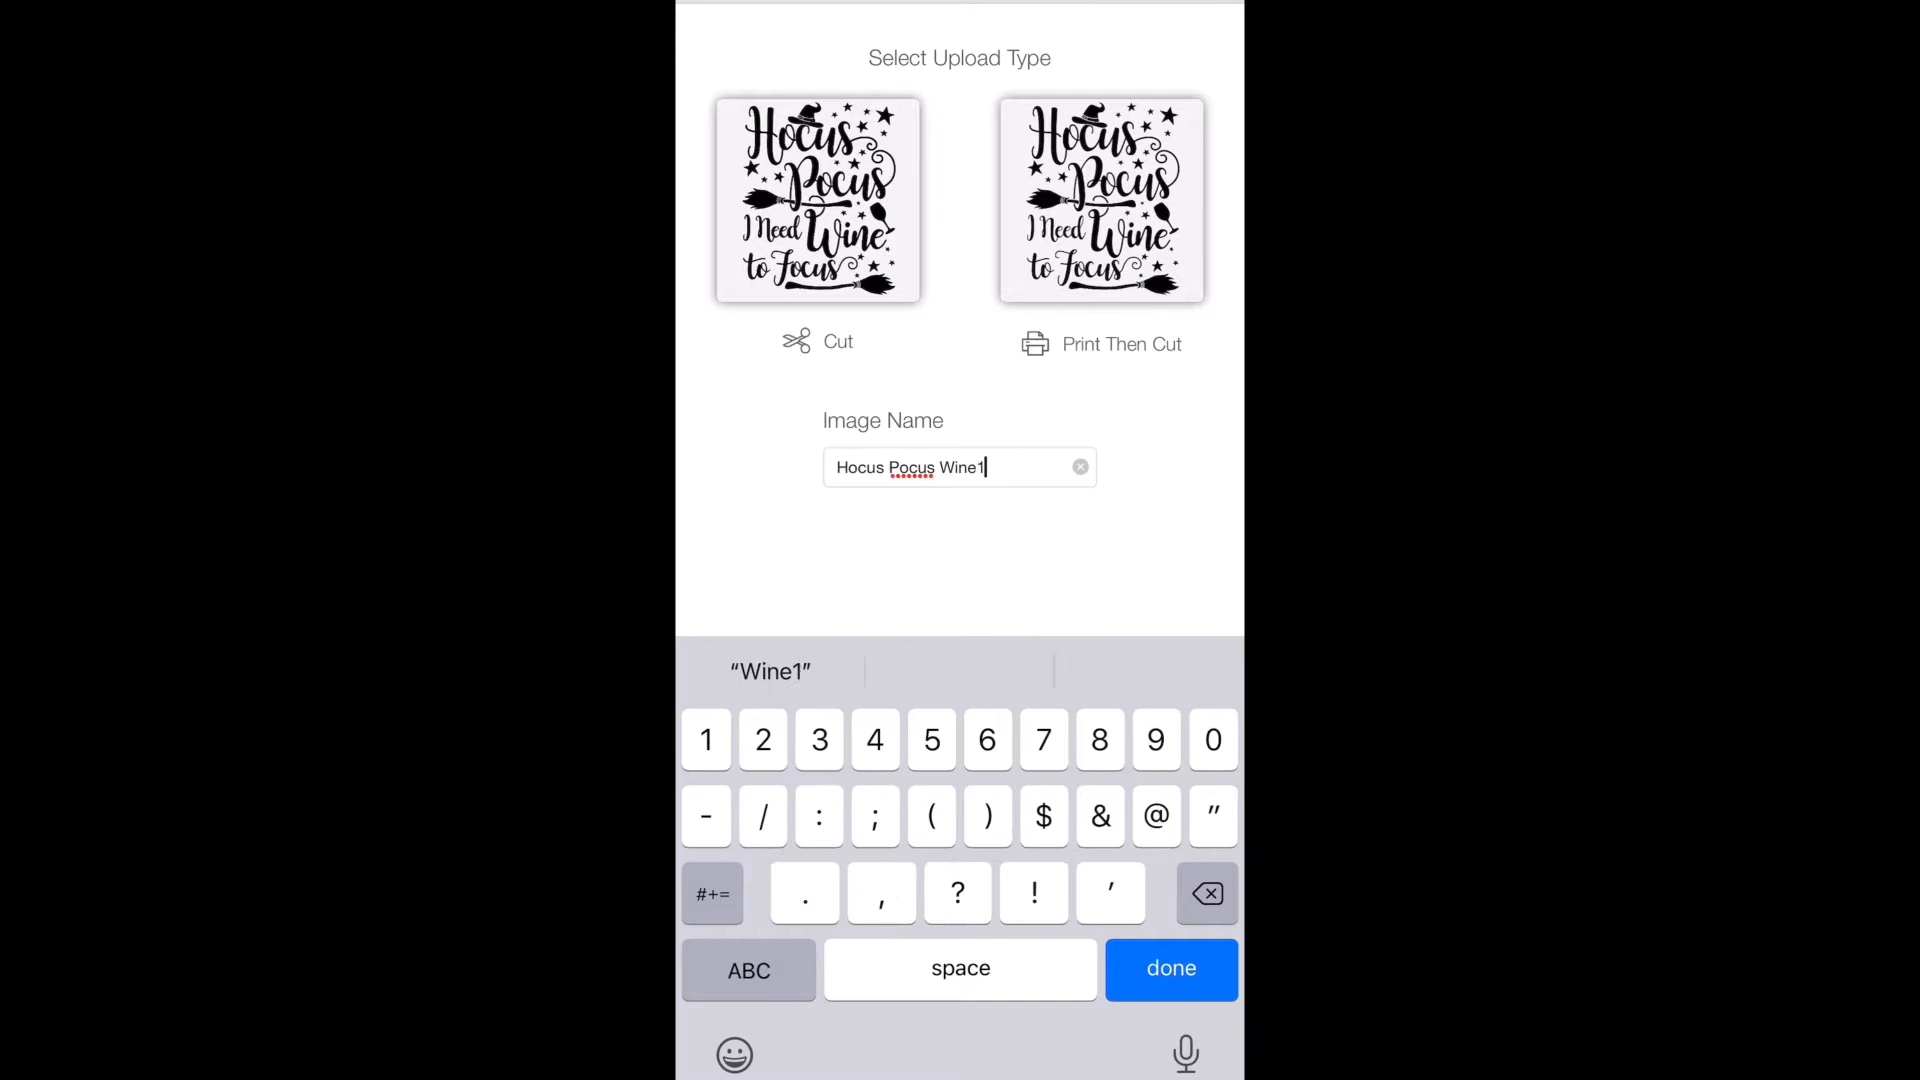 Select Upload Type
Hocus
Pocus
I Need Wine
to Focus
Hocus
Pocus
I Need Wine
to Focus
Cut
Print Then Cut
Image Name
Hocus Pocus Wine1
“Wine1”
1 2 3 4 5 6 7 8 9 0
- / : ; ( ) $ & @ "
#+= . , ? ! ’
ABC space done